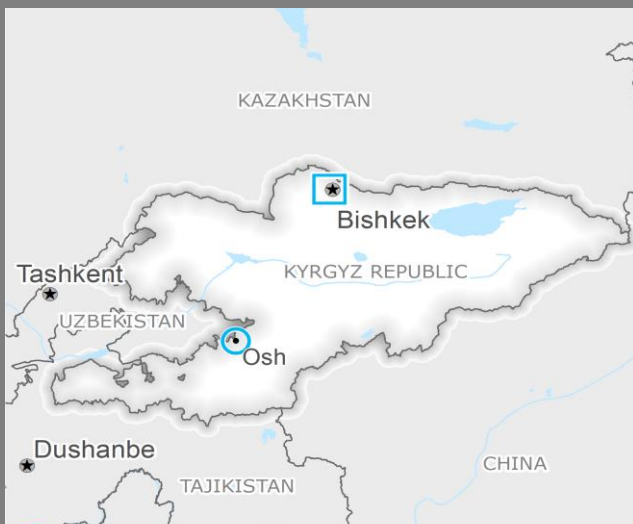 KAZAKHSTAN
Bishkek
KYRGYZ REPUBLIC
Tashkent
UZBEKISTAN
Osh
Dushanbe
CHINA
TAJIKISTAN